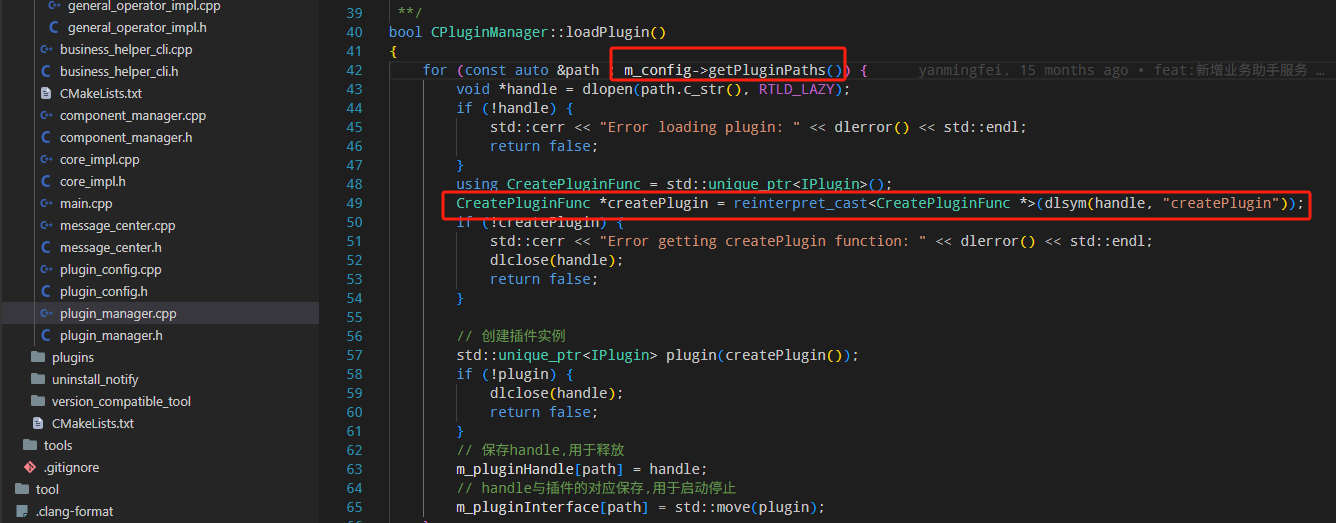 general_operator_impl.cpp
general_operator_impl.h
business_helper_cli.cpp
business_helper_cli.h
CMakeLists.txt
component_manager.cpp
component_manager.h
core_impl.cpp
core_impl.h
main.cpp
message_center.cpp
message_center.h
plugin_config.cpp
plugin_config.h
plugin_manager.cpp
plugin_manager.h
plugins
uninstall_notify
version_compatible_tool
CMakeLists.txt
tools
.gitignore
tool
.clang-format
39 **/
40 bool CPluginManager::loadPlugin()
41 {
42 for (const auto &path : m_config->getPluginPaths()) { yanmingfei, 15 months ago • feat:新增业务助手服务 …
43 void *handle = dlopen(path.c_str(), RTLD_LAZY);
44 if (!handle) {
45 std::cerr << "Error loading plugin: " << dlerror() << std::endl;
46 return false;
47 }
48 using CreatePluginFunc = std::unique_ptr<IPlugin>();
49 CreatePluginFunc *createPlugin = reinterpret_cast<CreatePluginFunc *>(dlsym(handle, "createPlugin"));
50 if (!createPlugin) {
51 std::cerr << "Error getting createPlugin function: " << dlerror() << std::endl;
52 dlclose(handle);
53 return false;
54 }
55
56 // 创建插件实例
57 std::unique_ptr<IPlugin> plugin(createPlugin());
58 if (!plugin) {
59 dlclose(handle);
60 return false;
61 }
62 // 保存handle,用于释放
63 m_pluginHandle[path] = handle;
64 // handle与插件的对应保存,用于启动停止
65 m_pluginInterface[path] = std::move(plugin);